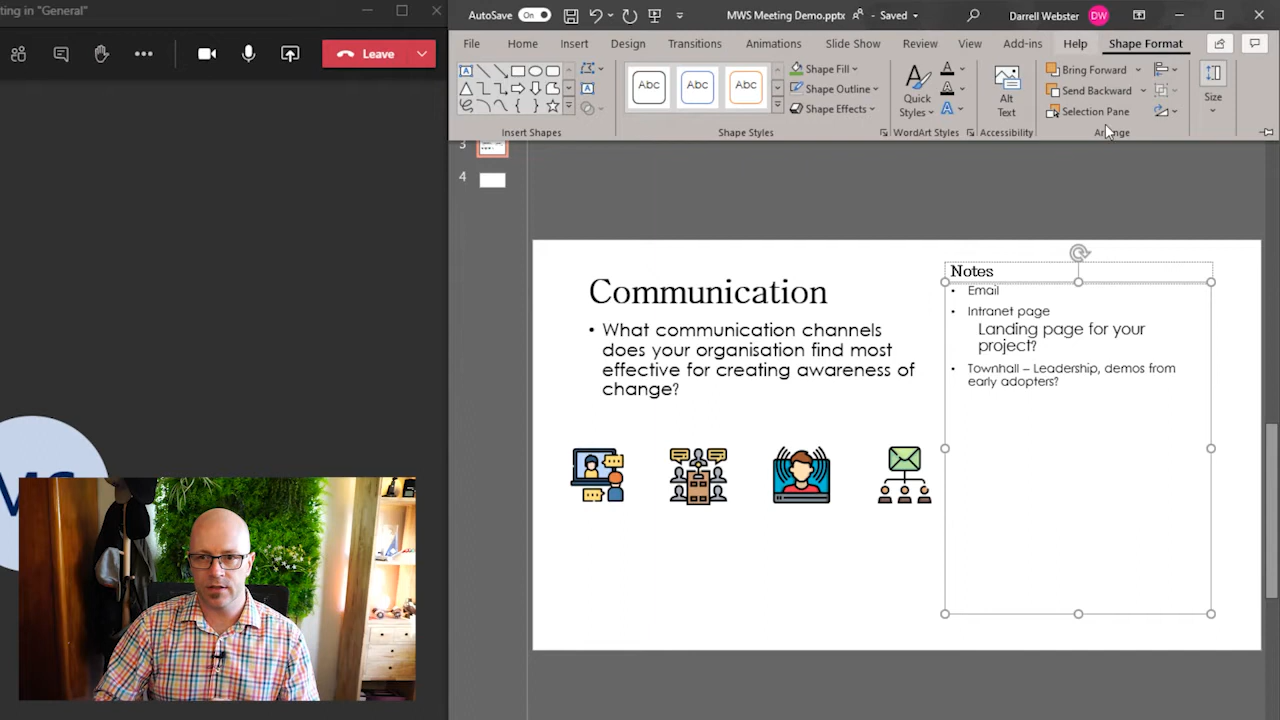 ting in "General"
Leave
AutoSave
On
MWS Meeting Demo.pptx
Saved
Darrell Webster
DW
File
Home
Insert
Design
Transitions
Animations
Slide Show
Review
View
Add-ins
Help
Shape Format
Insert Shapes
Abc
Abc
Abc
Shape Fill
Shape Outline
Shape Effects
Shape Styles
Quick
Styles
WordArt Styles
Alt
Text
Accessibility
Bring Forward
Send Backward
Selection Pane
Arrange
Size
3
4
Communication
• What communication channels
does your organisation find most
effective for creating awareness of
change?
Notes
• Email
• Intranet page
Landing page for your
project?
• Townhall – Leadership, demos from
early adopters?